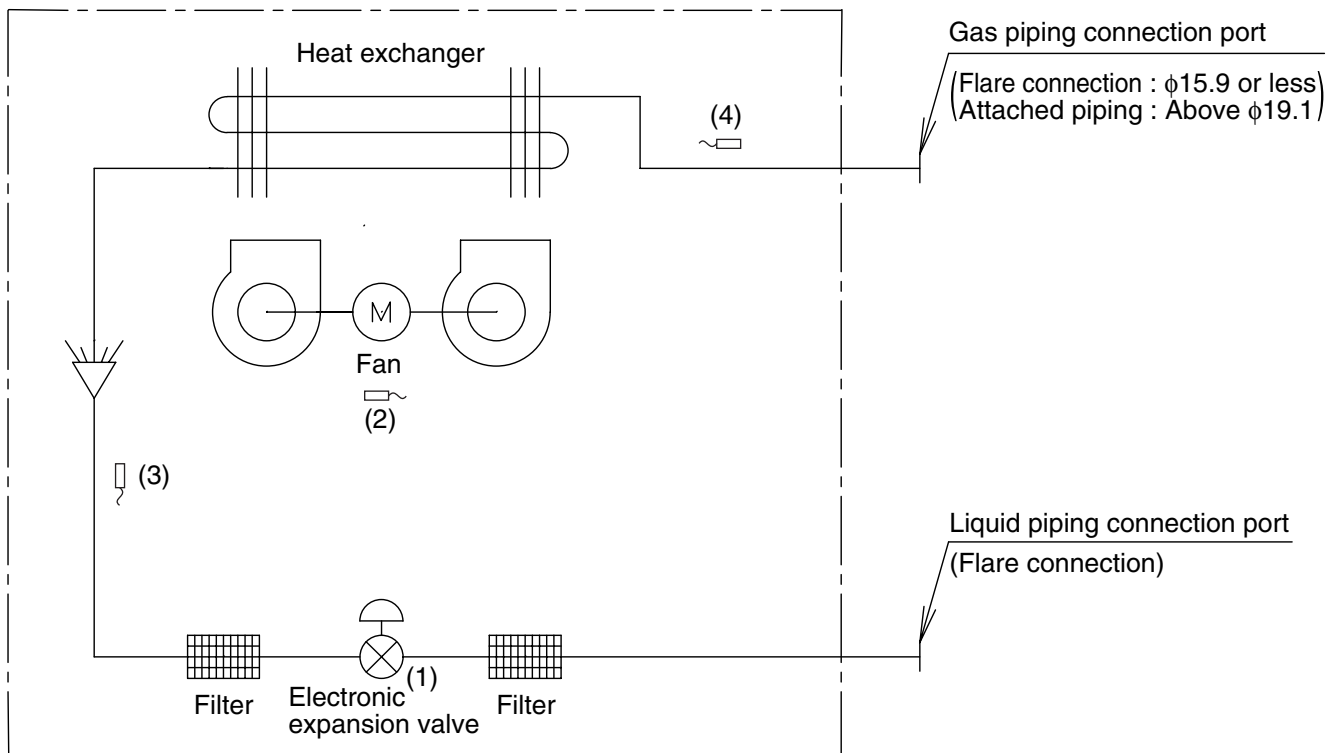 Heat exchanger
Gas piping connection port
(Flare connection : ϕ15.9 or less)
(Attached piping : Above ϕ19.1)
(4)
M
Fan
(2)
(3)
Liquid piping connection port
(Flare connection)
(1)
Filter
Electronic
expansion valve
Filter